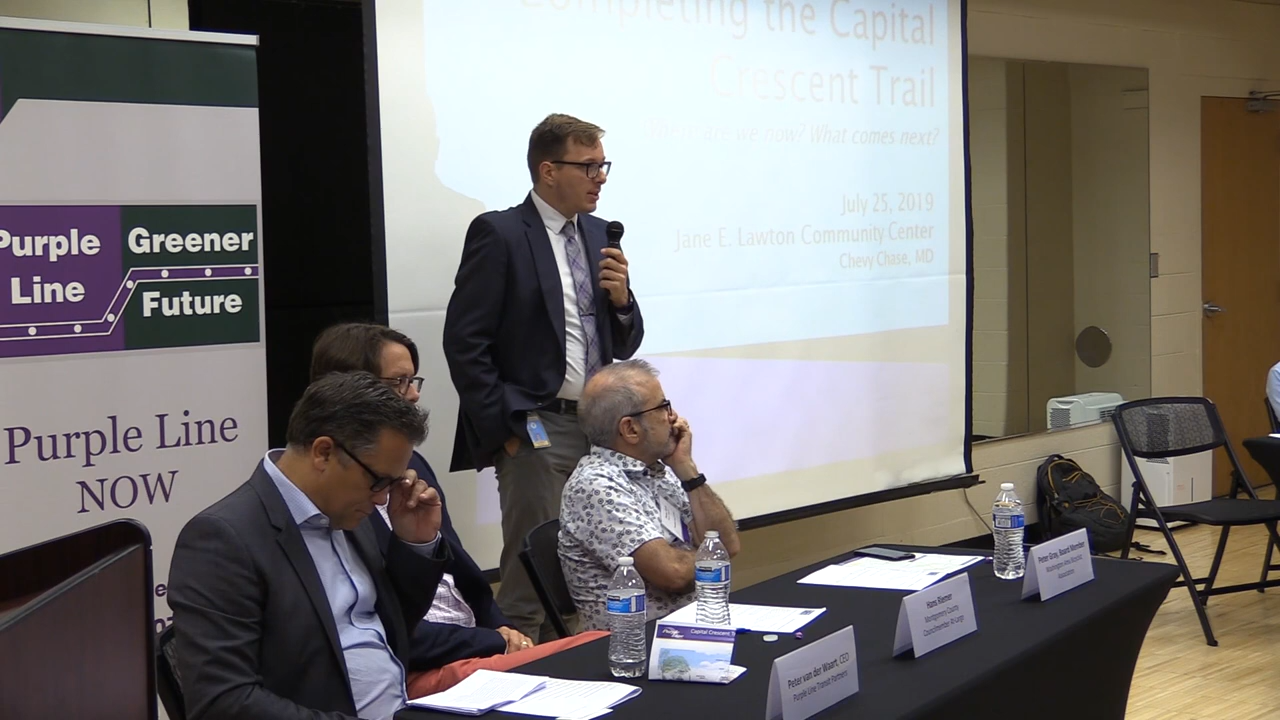 Purple
Line
Greener
Future
Purple Line
NOW
Completing the Capital
Crescent Trail
Where are we now? What comes next?
July 25, 2019
Jane E. Lawton Community Center
Chevy Chase, MD
Capital Crescent
Peter van der Waart, CEO
Purple Line Transit Partners
Hans Riemer
Montgomery County
Councilmember At-Large
Peter Gray, Board Member
Washington Area Bicyclist
Association